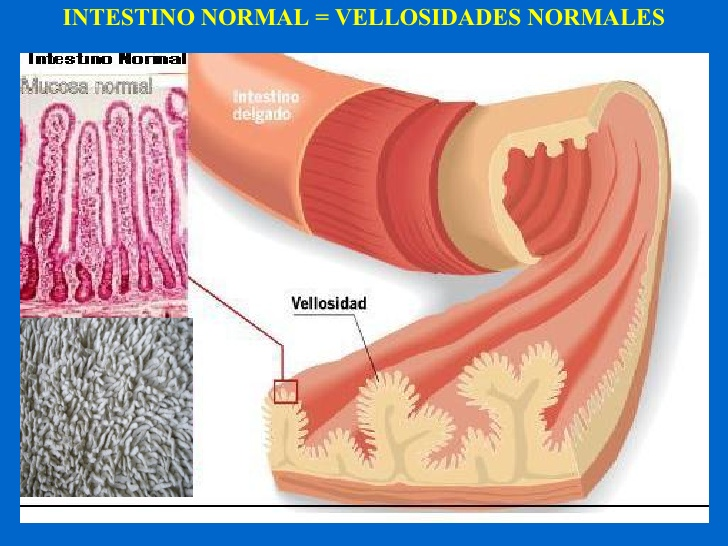 INTESTINO NORMAL = VELLOSIDADES NORMALES
Intestino Normal
Mucosa normal
Intestino
delgado
Vellosidad